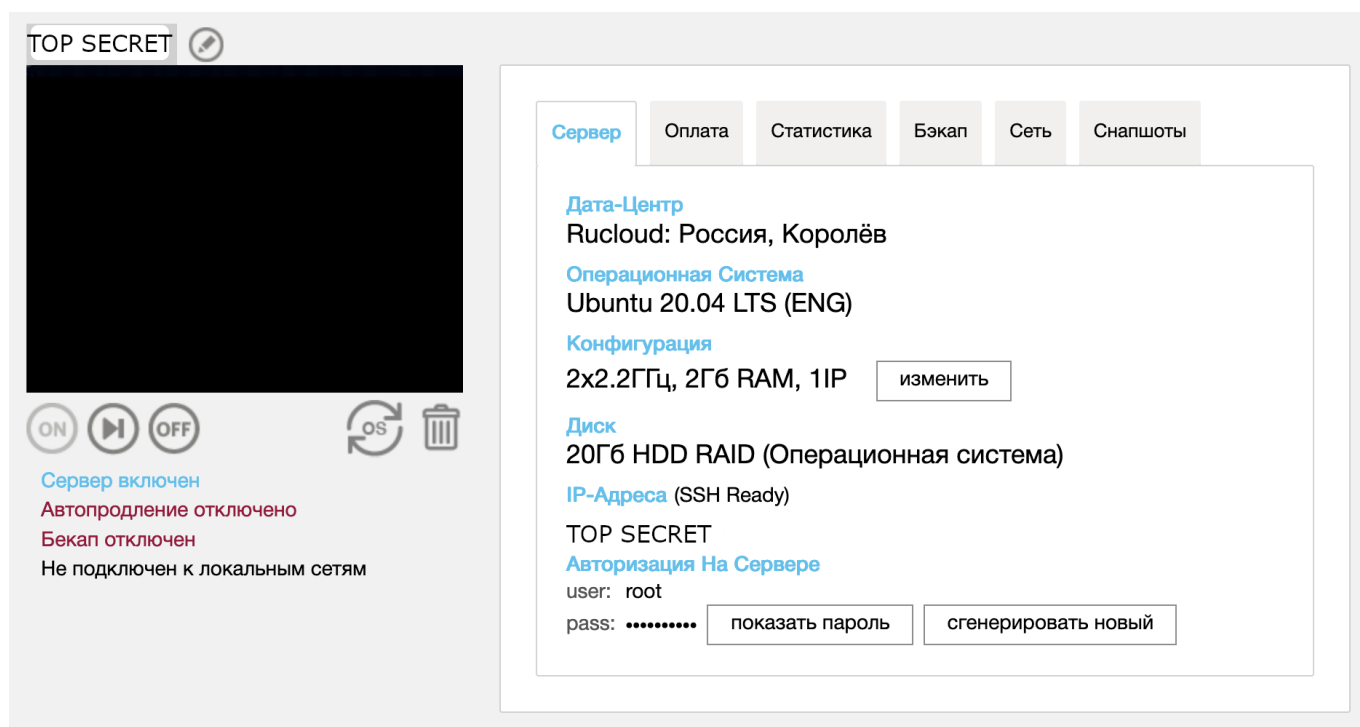 TOP SECRET
ON OFF OS
Сервер включен
Автопродление отключено
Бекап отключен
Не подключен к локальным сетям
Сервер Оплата Статистика Бэкап Сеть Снапшоты
Дата-Центр
Rucloud: Россия, Королёв
Операционная Система
Ubuntu 20.04 LTS (ENG)
Конфигурация
2x2.2ГГц, 2Гб RAM, 1IP изменить
Диск
20Гб HDD RAID (Операционная система)
IP-Адреса (SSH Ready)
TOP SECRET
Авторизация На Сервере
user: root
pass: •••••••••• показать пароль сгенерировать новый